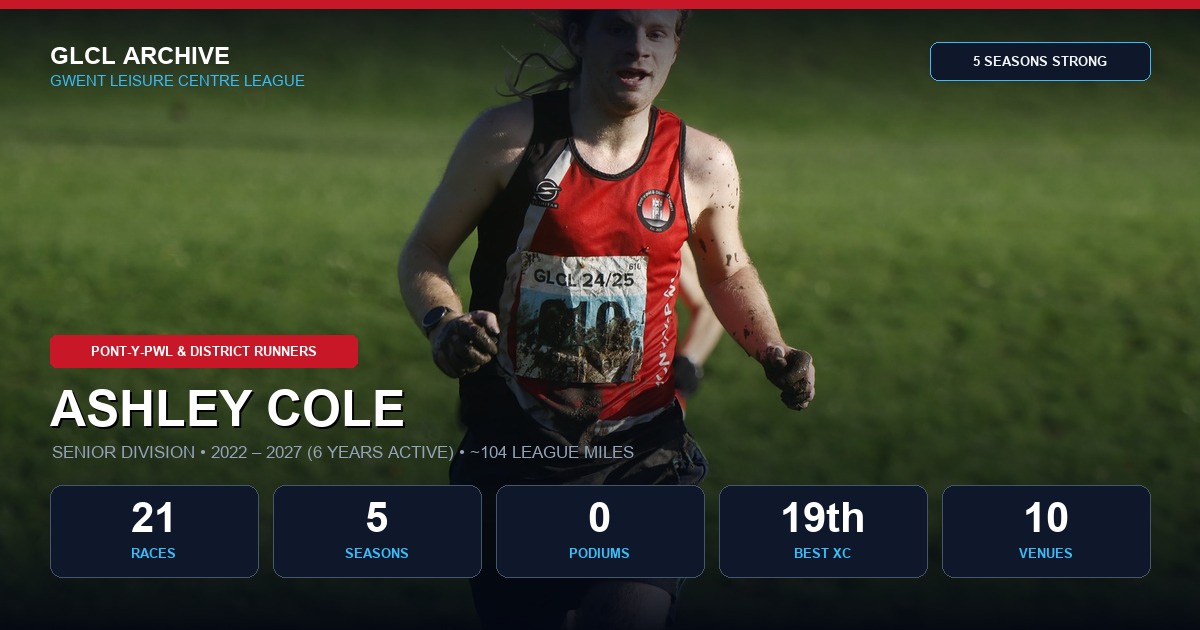 GLCL ARCHIVE
GWENT LEISURE CENTRE LEAGUE
5 SEASONS STRONG
GLCL 24/25
PONT-Y-PWL & DISTRICT RUNNERS
ASHLEY COLE
SENIOR DIVISION • 2022 – 2027 (6 YEARS ACTIVE) • ~104 LEAGUE MILES
21
RACES
5
SEASONS
0
PODIUMS
19th
BEST XC
10
VENUES